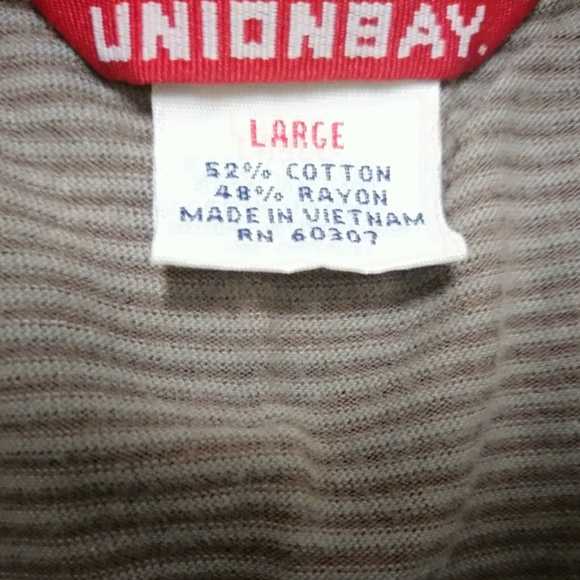 UNIONBAY.
LARGE
52% COTTON
48% RAYON
MADE IN VIETNAM
RN 60307